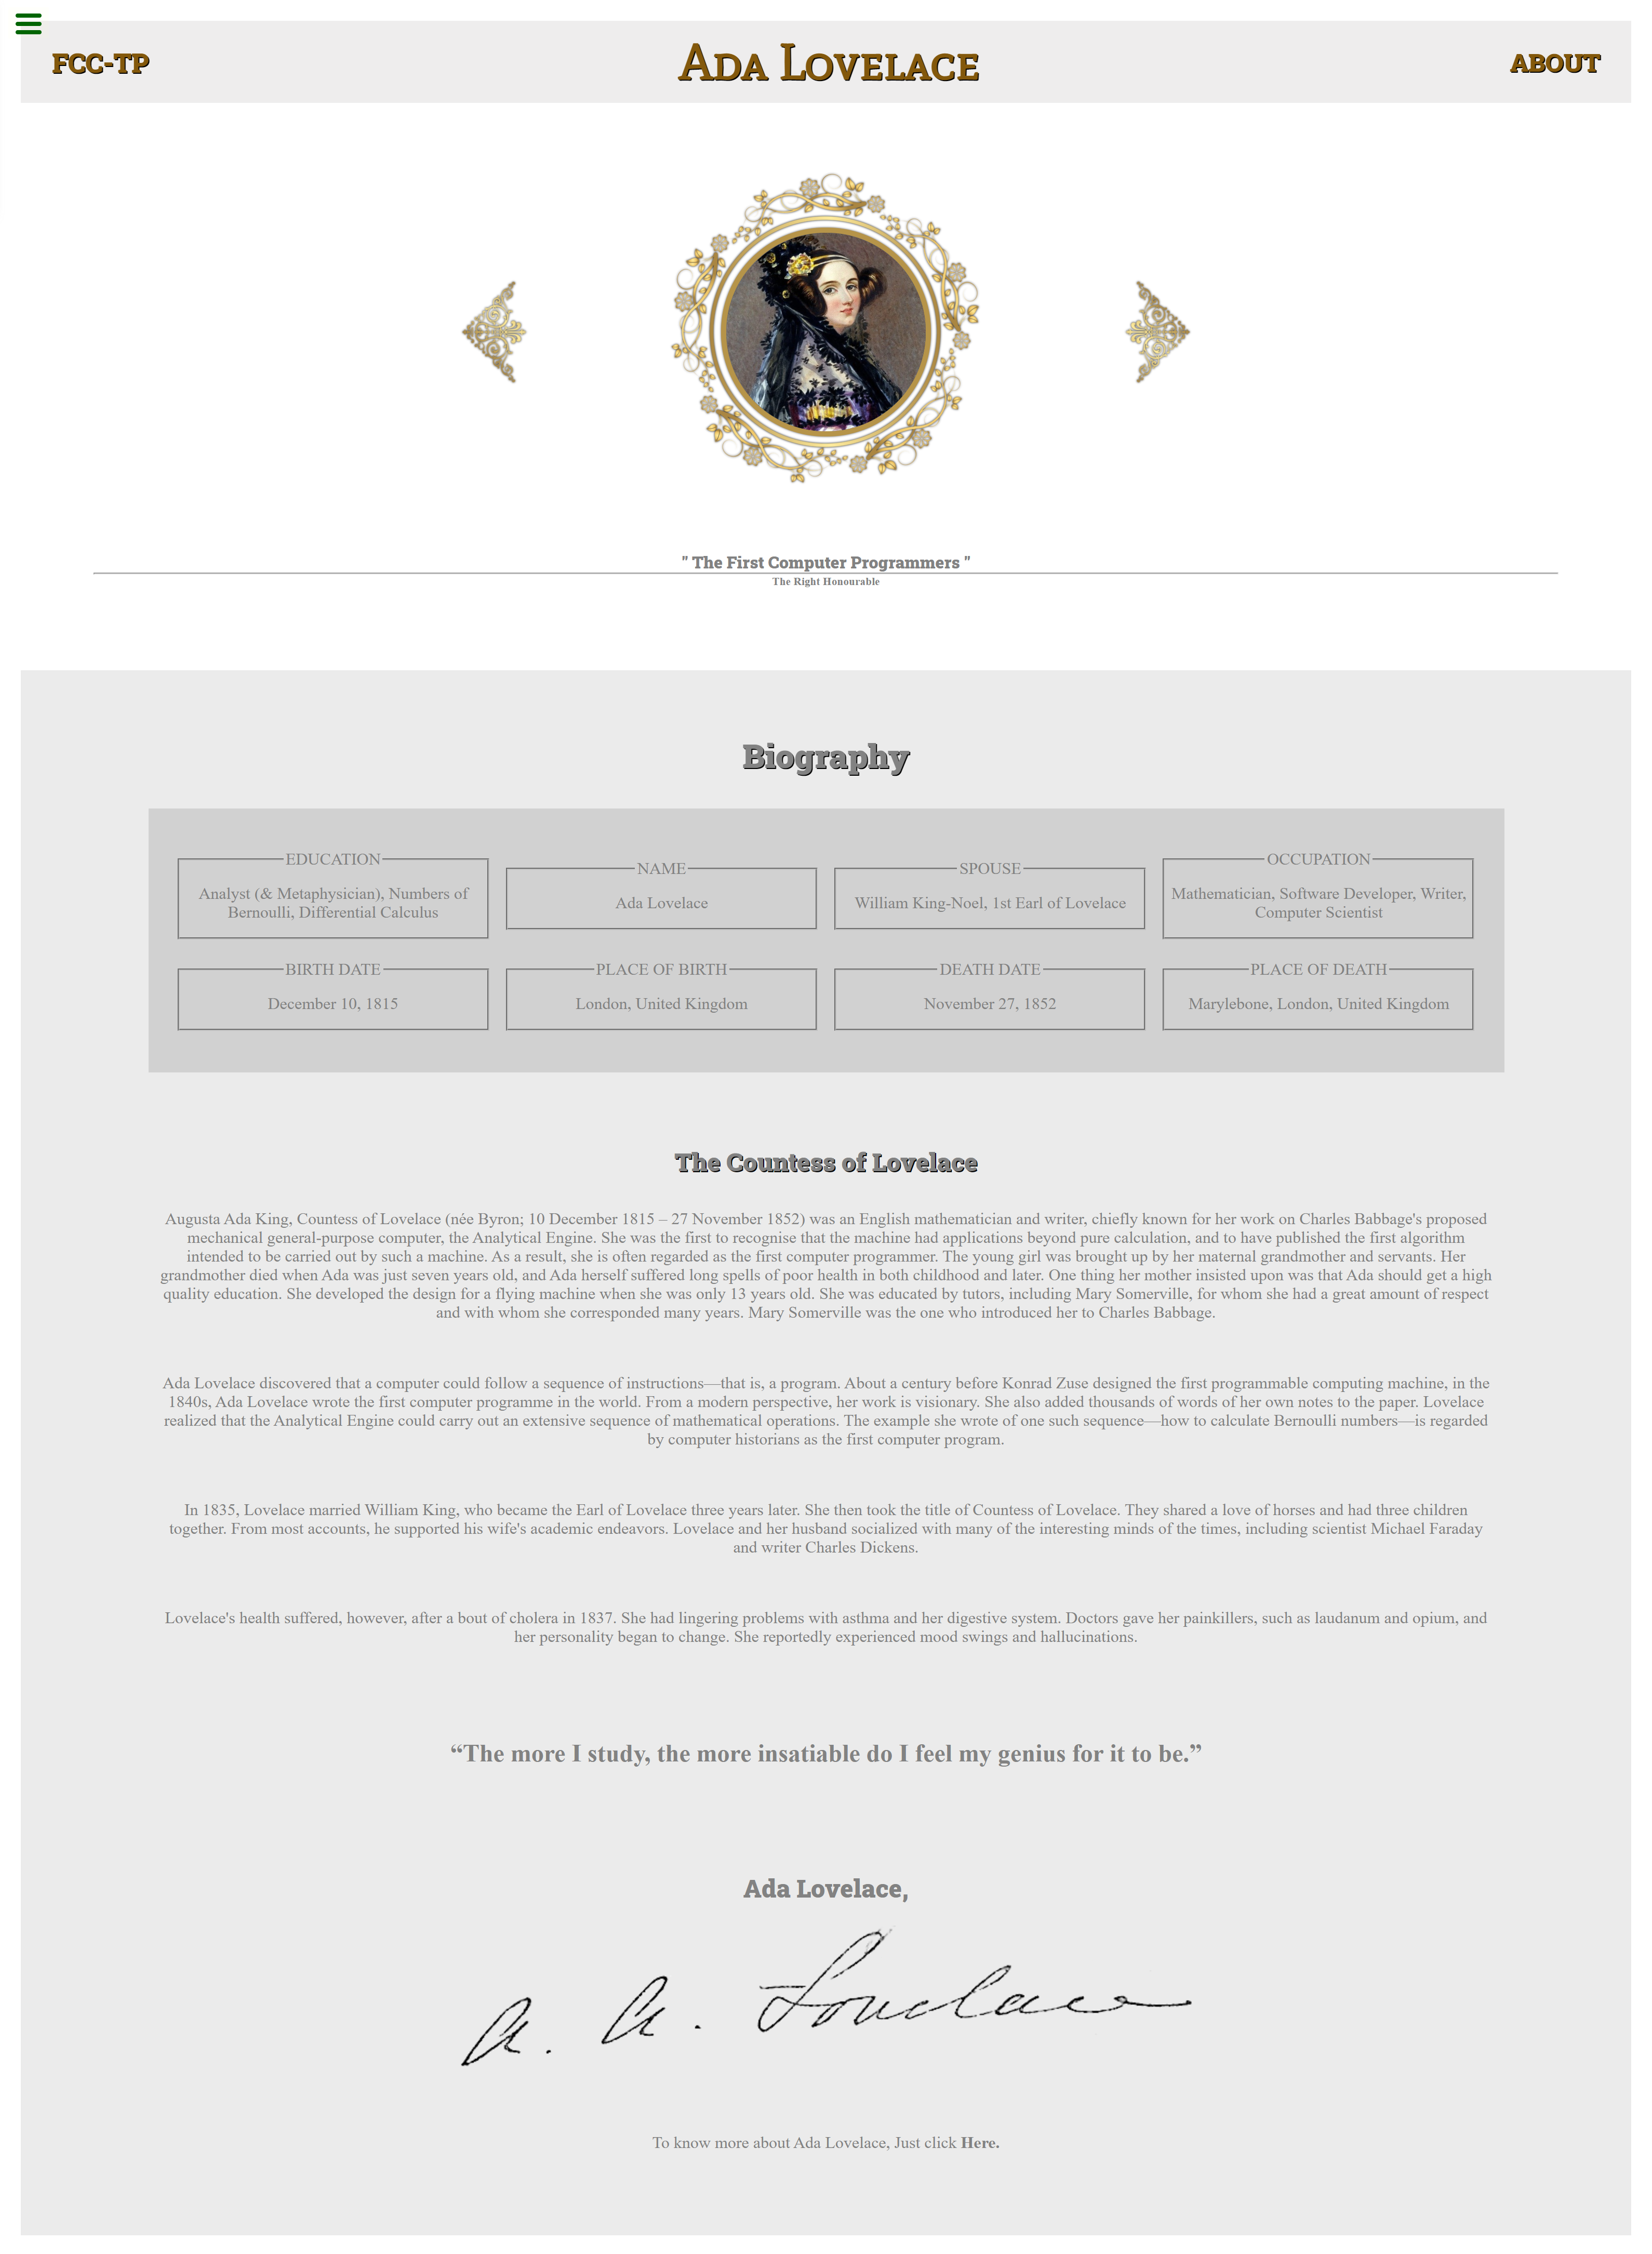 FCC-TP
Ada Lovelace
ABOUT
" The First Computer Programmers "
The Right Honourable
Biography
EDUCATION
Analyst (& Metaphysician), Numbers of
Bernoulli, Differential Calculus
NAME
Ada Lovelace
SPOUSE
William King-Noel, 1st Earl of Lovelace
OCCUPATION
Mathematician, Software Developer, Writer,
Computer Scientist
BIRTH DATE
December 10, 1815
PLACE OF BIRTH
London, United Kingdom
DEATH DATE
November 27, 1852
PLACE OF DEATH
Marylebone, London, United Kingdom
The Countess of Lovelace
Augusta Ada King, Countess of Lovelace (née Byron; 10 December 1815 – 27 November 1852) was an English mathematician and writer, chiefly known for her work on Charles Babbage's proposed
mechanical general-purpose computer, the Analytical Engine. She was the first to recognise that the machine had applications beyond pure calculation, and to have published the first algorithm
intended to be carried out by such a machine. As a result, she is often regarded as the first computer programmer. The young girl was brought up by her maternal grandmother and servants. Her
grandmother died when Ada was just seven years old, and Ada herself suffered long spells of poor health in both childhood and later. One thing her mother insisted upon was that Ada should get a high
quality education. She developed the design for a flying machine when she was only 13 years old. She was educated by tutors, including Mary Somerville, for whom she had a great amount of respect
and with whom she corresponded many years. Mary Somerville was the one who introduced her to Charles Babbage.
Ada Lovelace discovered that a computer could follow a sequence of instructions—that is, a program. About a century before Konrad Zuse designed the first programmable computing machine, in the
1840s, Ada Lovelace wrote the first computer programme in the world. From a modern perspective, her work is visionary. She also added thousands of words of her own notes to the paper. Lovelace
realized that the Analytical Engine could carry out an extensive sequence of mathematical operations. The example she wrote of one such sequence—how to calculate Bernoulli numbers—is regarded
by computer historians as the first computer program.
In 1835, Lovelace married William King, who became the Earl of Lovelace three years later. She then took the title of Countess of Lovelace. They shared a love of horses and had three children
together. From most accounts, he supported his wife's academic endeavors. Lovelace and her husband socialized with many of the interesting minds of the times, including scientist Michael Faraday
and writer Charles Dickens.
Lovelace's health suffered, however, after a bout of cholera in 1837. She had lingering problems with asthma and her digestive system. Doctors gave her painkillers, such as laudanum and opium, and
her personality began to change. She reportedly experienced mood swings and hallucinations.
“The more I study, the more insatiable do I feel my genius for it to be.”
Ada Lovelace,
A. A. Lovelace
To know more about Ada Lovelace, Just click Here.